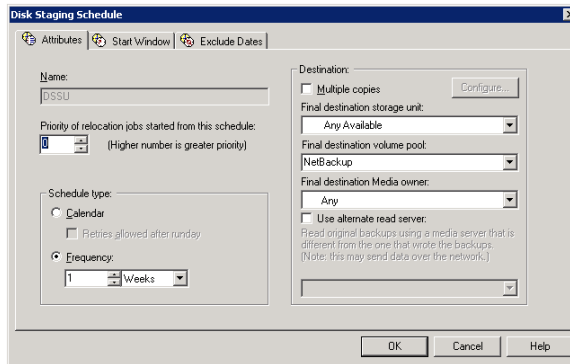 Disk Staging Schedule
Attributes
Start Window
Exclude Dates
Name:
DSSU
Priority of relocation jobs started from this schedule:
0
(Higher number is greater priority)
Schedule type:
Calendar
Retries allowed after runday
Frequency:
1
Weeks
Destination:
Multiple copies
Configure...
Final destination storage unit:
Any Available
Final destination volume pool:
NetBackup
Final destination Media owner:
Any
Use alternate read server:
Read original backups using a media server that is
different from the one that wrote the backups.
(Note: this may send data over the network.)
OK
Cancel
Help